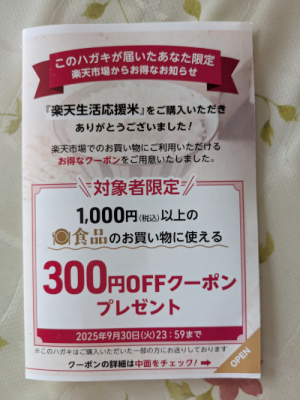 このハガキが届いたあなた限定
楽天市場からお得なお知らせ
『楽天生活応援米』をご購入いただき
ありがとうございました!
楽天市場でのお買い物にご利用いただける
お得なクーポンをご用意いたしました。
対象者限定
1,000円(税込)以上の
食品のお買い物に使える
300円OFFクーポン
プレゼント
2025年9月30日(火)23:59まで
※このハガキはご購入いただいた一部の方にお送りしております
クーポンの詳細は中面をチェック!➡
OPEN